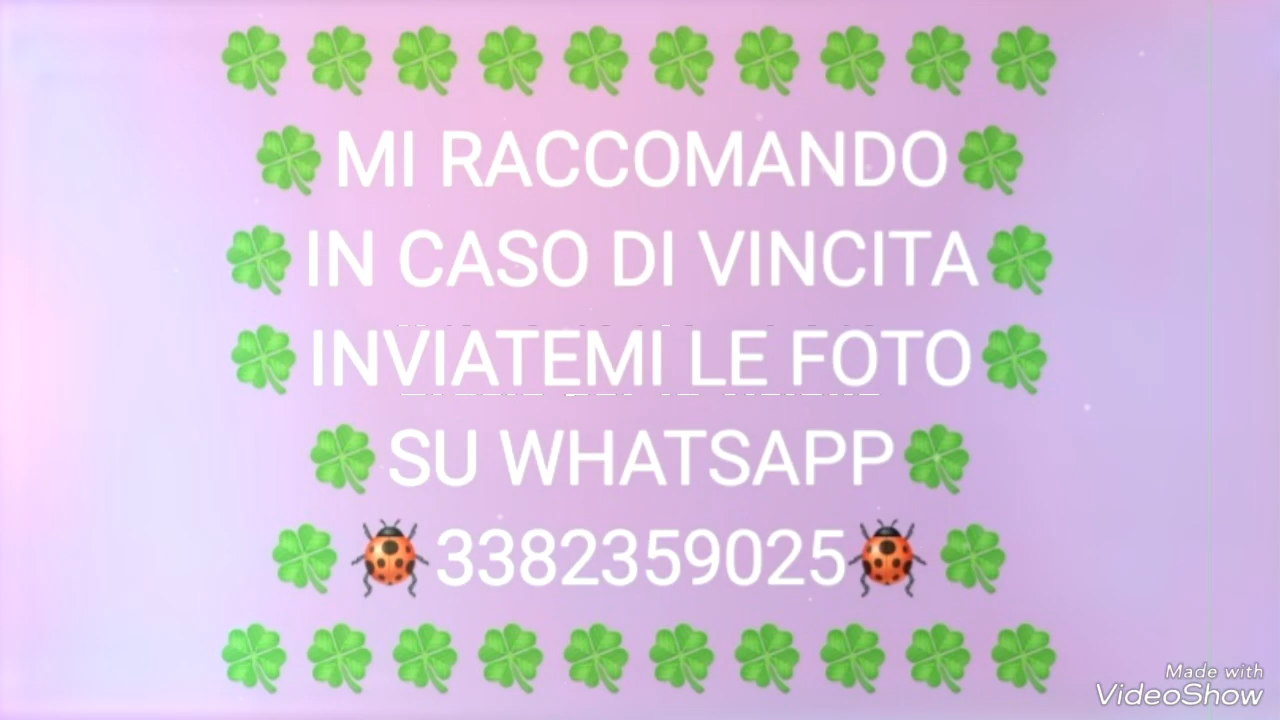 🍀🍀🍀🍀🍀🍀🍀🍀🍀🍀
🍀MI RACCOMANDO🍀
🍀IN CASO DI VINCITA🍀
🍀INVIATEMI LE FOTO🍀
🍀SU WHATSAPP🍀
🍀🐞3382359025🐞🍀
🍀🍀🍀🍀🍀🍀🍀🍀🍀🍀
Made with
VideoShow